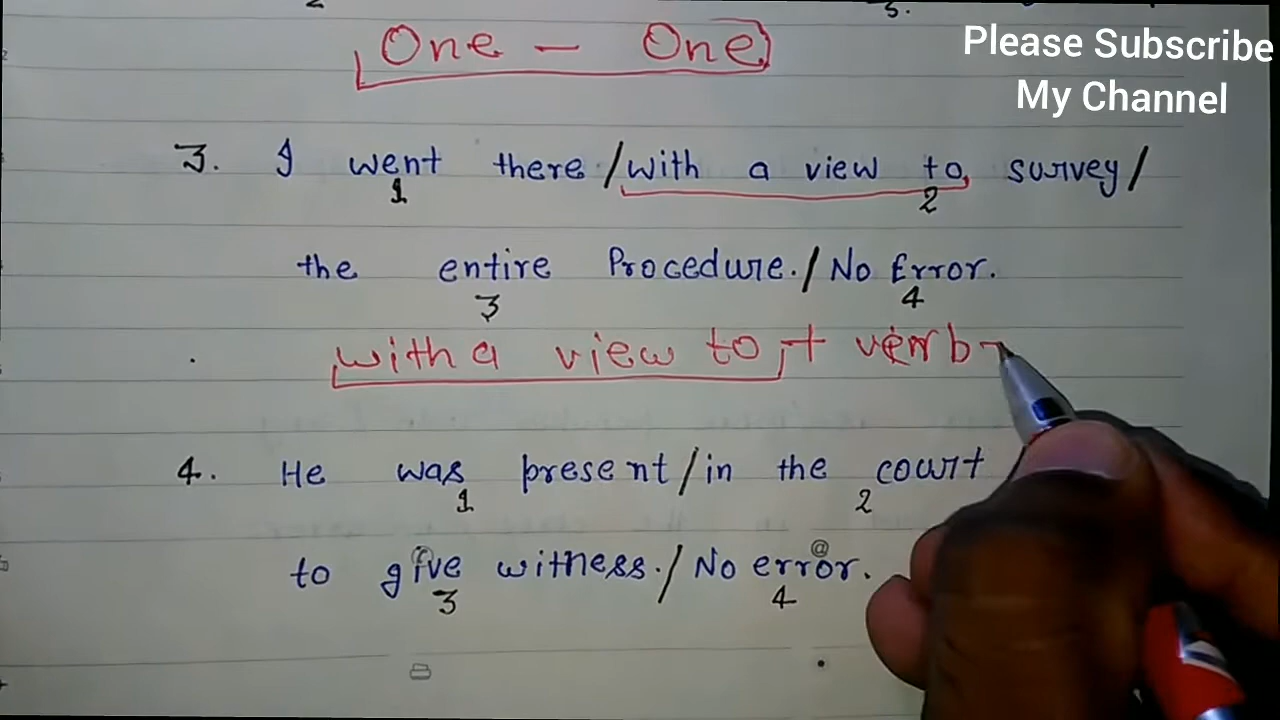 One - One
Please Subscribe
My Channel
3. I went there / with a view to survey /
1 2
the entire Procedure. / No Error.
3 4
with a view to + verb
4. He was present / in the court
1 2
to give witness. / No error.
3 4